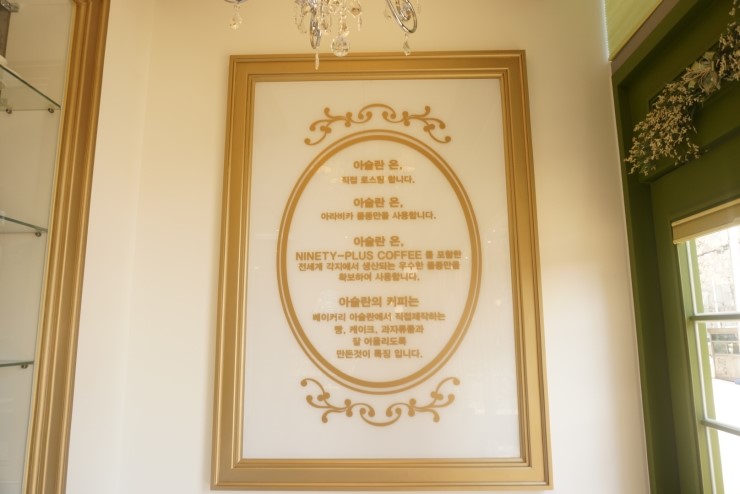 아슬란 은,
직접 로스팅 합니다.
아슬란 은,
아라비카 품종만을 사용합니다.
아슬란 은,
NINETY-PLUS COFFEE 를 포함한
전세계 각지에서 생산되는 우수한 품종만을
확보하여 사용합니다.
아슬란의 커피는
베이커리 아슬란에서 직접제작하는
빵, 케이크, 과자류들과
잘 어울리도록
만든것이 특징 입니다.